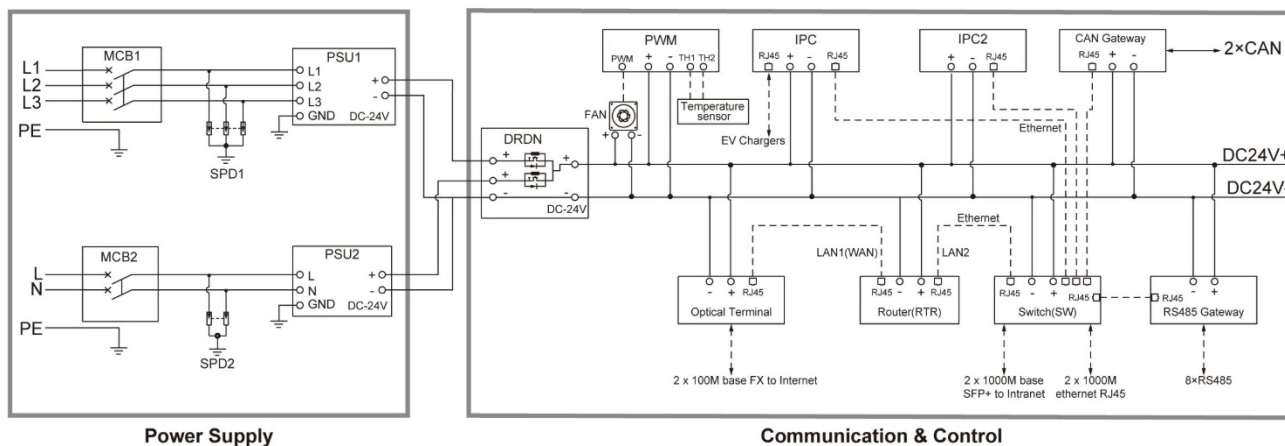 MCB1
L1
L2
L3
PE
SPD1
PSU1
L1
L2
L3
GND
+
-
DC-24V
MCB2
L
N
PE
SPD2
PSU2
L
N
GND
+
-
DC-24V
Power Supply
DRDN
+
+
-
+
-
DC-24V
FAN
+
-
PWM
PWM
+
-
TH1
TH2
Temperature
sensor
IPC
RJ45
+
-
RJ45
EV Chargers
IPC2
+
-
RJ45
Ethernet
CAN Gateway
RJ45
+
-
2×CAN
DC24V+
DC24V-
LAN1(WAN)
LAN2
Ethernet
-
+
RJ45
Optical Terminal
2 x 100M base FX to Internet
RJ45
-
+
RJ45
Router(RTR)
RJ45
-
+
RJ45
Switch(SW)
2 x 1000M base
SFP+ to Intranet
2 x 1000M
ethernet RJ45
RJ45
-
+
RS485 Gateway
8×RS485
Communication & Control